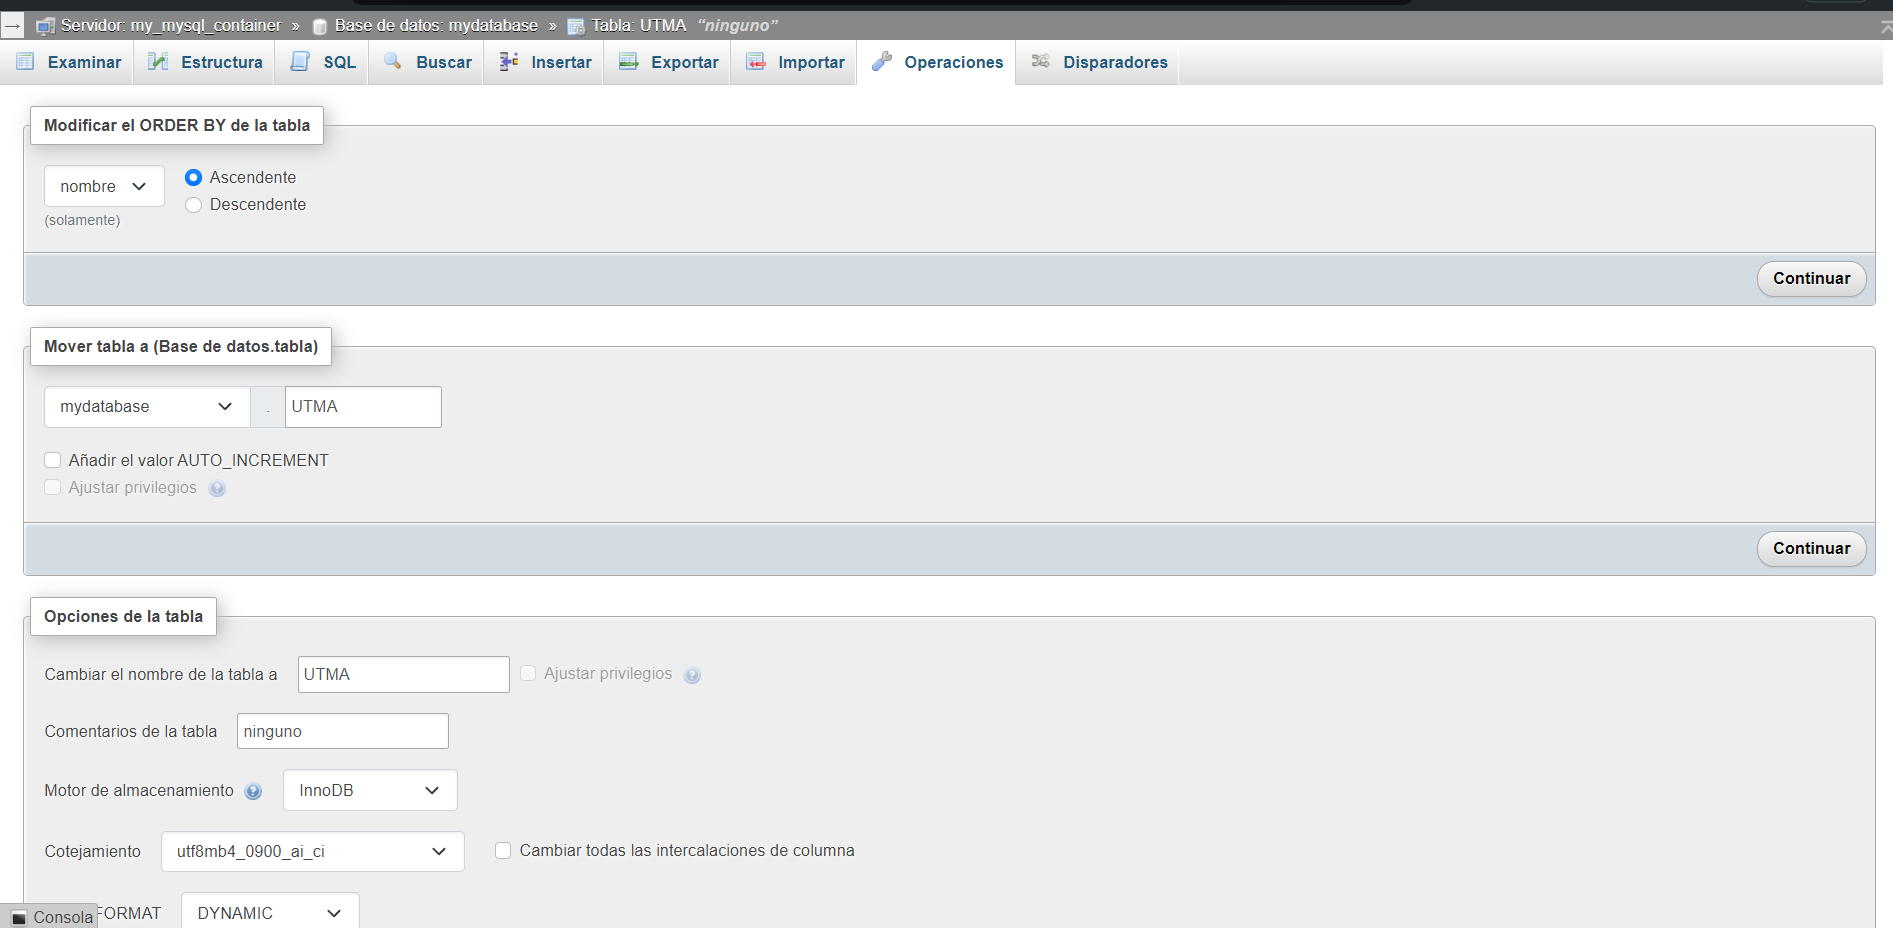 Servidor: my_mysql_container » Base de datos: mydatabase » Tabla: UTMA “ninguno”
Examinar Estructura SQL Buscar Insertar Exportar Importar Operaciones Disparadores
Modificar el ORDER BY de la tabla
nombre
(solamente)
Ascendente
Descendente
Continuar
Mover tabla a (Base de datos.tabla)
mydatabase . UTMA
Añadir el valor AUTO_INCREMENT
Ajustar privilegios
Continuar
Opciones de la tabla
Cambiar el nombre de la tabla a UTMA Ajustar privilegios
Comentarios de la tabla ninguno
Motor de almacenamiento InnoDB
Cotejamiento utf8mb4_0900_ai_ci Cambiar todas las intercalaciones de columna
FORMAT DYNAMIC
Consola